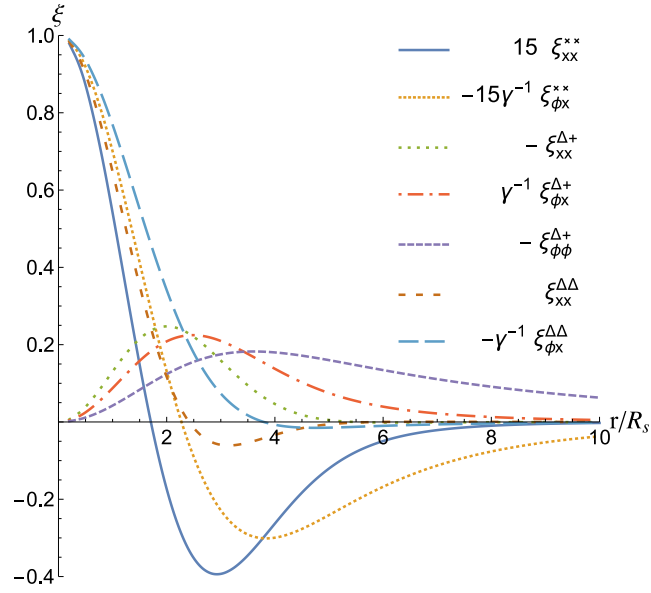 ξ
1.0
0.8
0.6
0.4
0.2
−0.2
−0.4
2 4 6 8 10
r/R_s
15 ξ_xx^××
−15γ⁻¹ ξ_ϕx^××
− ξ_xx^Δ+
γ⁻¹ ξ_ϕx^Δ+
− ξ_ϕϕ^Δ+
ξ_xx^ΔΔ
−γ⁻¹ ξ_ϕx^ΔΔ